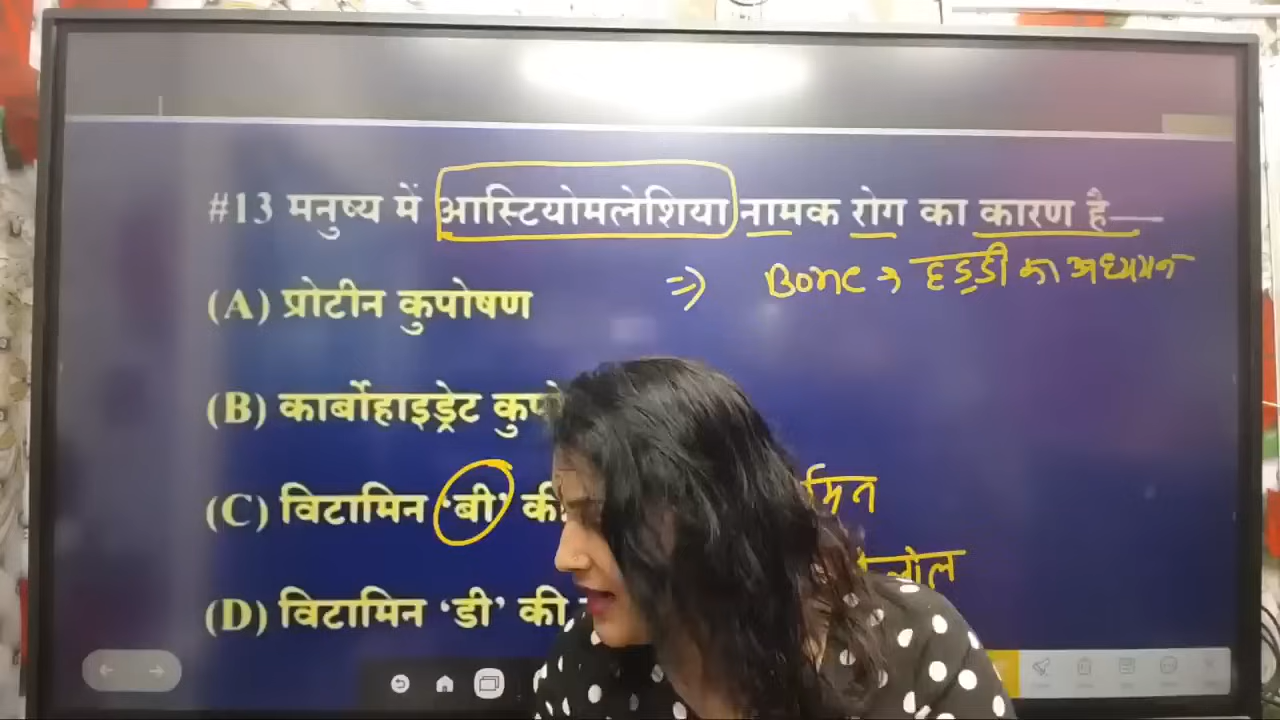 #13 मनुष्य में आस्टियोमलेशिया नामक रोग का कारण है—
⇒ Bone → हड्डी का अध्ययन
(A) प्रोटीन कुपोषण
(B) कार्बोहाइड्रेट
(C) विटामिन ‘बी’ की
(D) विटामिन ‘डी’ की